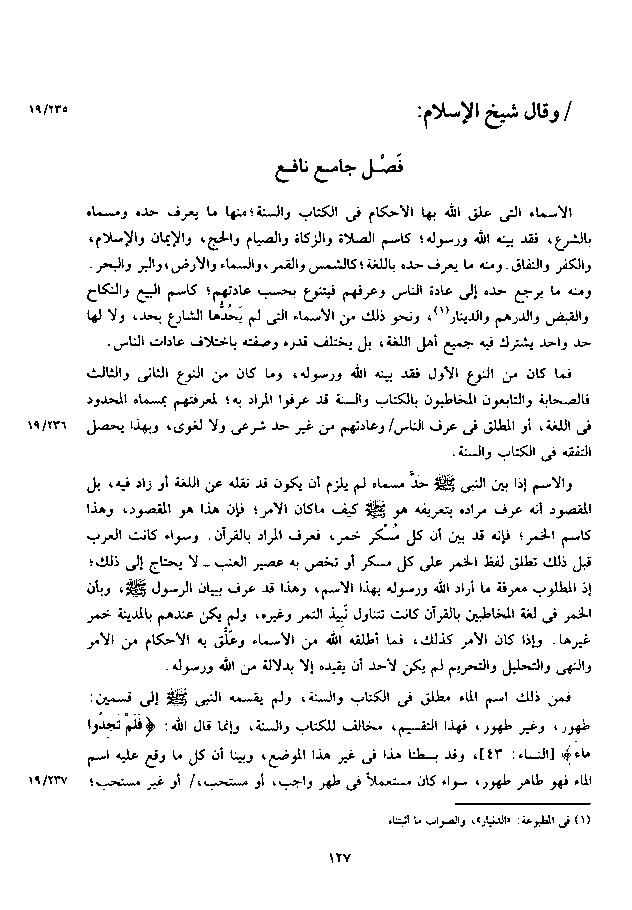 / وقال شيخ الإسلام: ١٩/٢٣٥
فَصْل جامع نافع
الأسماء التى علق الله بها الأحكام فى الكتاب والسنة؛ منها ما يعرف حده ومسماه
بالشرع، فقد بينه الله ورسوله؛ كاسم الصلاة والزكاة والصيام والحج، والإيمان والإسلام،
والكفر والنفاق. ومنه ما يعرف حده باللغة؛ كالشمس والقمر، والسماء والأرض، والبر والبحر.
ومنه ما يرجع حده إلى عادة الناس وعرفهم فيتنوع بحسب عادتهم؛ كاسم البيع والنكاح
والقبض والدرهم والدينار(١)، ونحو ذلك من الأسماء التى لم يَحُدُّها الشارع بحد، ولا لها
حد واحد يشترك فيه جميع أهل اللغة، بل يختلف قدره وصفته باختلاف عادات الناس.
فما كان من النوع الأول فقد بينه الله ورسوله، وما كان من النوع الثانى والثالث
فالصحابة والتابعون المخاطبون بالكتاب والسنة قد عرفوا المراد به؛ لمعرفتهم بمسماه المحدود
فى اللغة، أو المطلق فى عرف الناس/ وعادتهم من غير حد شرعى ولا لغوى، وبهذا يحصل ١٩/٢٣٦
التفقه فى الكتاب والسنة.
والاسم إذا بين النبى ﷺ حَدَّ مسماه لم يلزم أن يكون قد نقله عن اللغة أو زاد فيه، بل
المقصود أنه عرف مراده بتعريفه هو ﷺ كيف ماكان الأمر؛ فإن هذا هو المقصود، وهذا
كاسم الخمر؛ فإنه قد بين أن كل مُسْكر خمر، فعرف المراد بالقرآن. وسواء كانت العرب
قبل ذلك تطلق لفظ الخمر على كل مسكر أو تخص به عصير العنب ـ لا يحتاج إلى ذلك؛
إذ المطلوب معرفة ما أراد الله ورسوله بهذا الاسم، وهذا قد عرف ببيان الرسول ﷺ، وبأن
الخمر فى لغة المخاطبين بالقرآن كانت تتناول نَبِيذ التمر وغيره، ولم يكن عندهم بالمدينة خمر
غيرها. وإذا كان الأمر كذلك، فما أطلقه الله من الأسماء وعَلَّق به الأحكام من الأمر
والنهى والتحليل والتحريم لم يكن لأحد أن يقيده إلا بدلالة من الله ورسوله.
فمن ذلك اسم الماء مطلق فى الكتاب والسنة، ولم يقسمه النبى ﷺ إلى قسمين:
طهور، وغير طهور، فهذا التقسيم، مخالف للكتاب والسنة، وإنما قال الله: ﴿فَلَمْ تَجِدُوا
ماء﴾ [النساء: ٤٣]، وقد بسطنا هذا فى غير هذا الموضع، وبينا أن كل ما وقع عليه اسم
الماء فهو طاهر طهور، سواء كان مستعملاً فى طهر واجب، أو مستحب،/ أو غير مستحب؛ ١٩/٢٣٧
(١) فى المطبوعة: «الدنيار»، والصواب ما أثبتناه
١٢٧